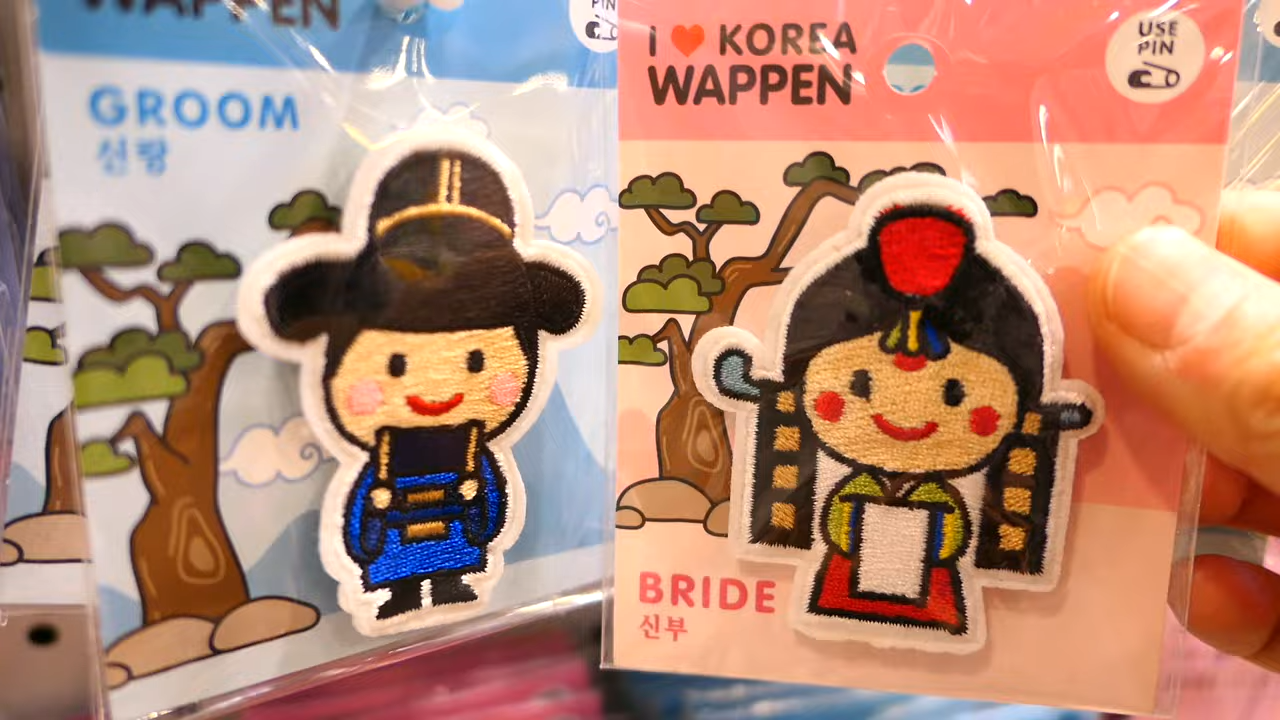 WAPPEN
PIN
GROOM
신랑
I ❤ KOREA
WAPPEN
USE
PIN
BRIDE
신부